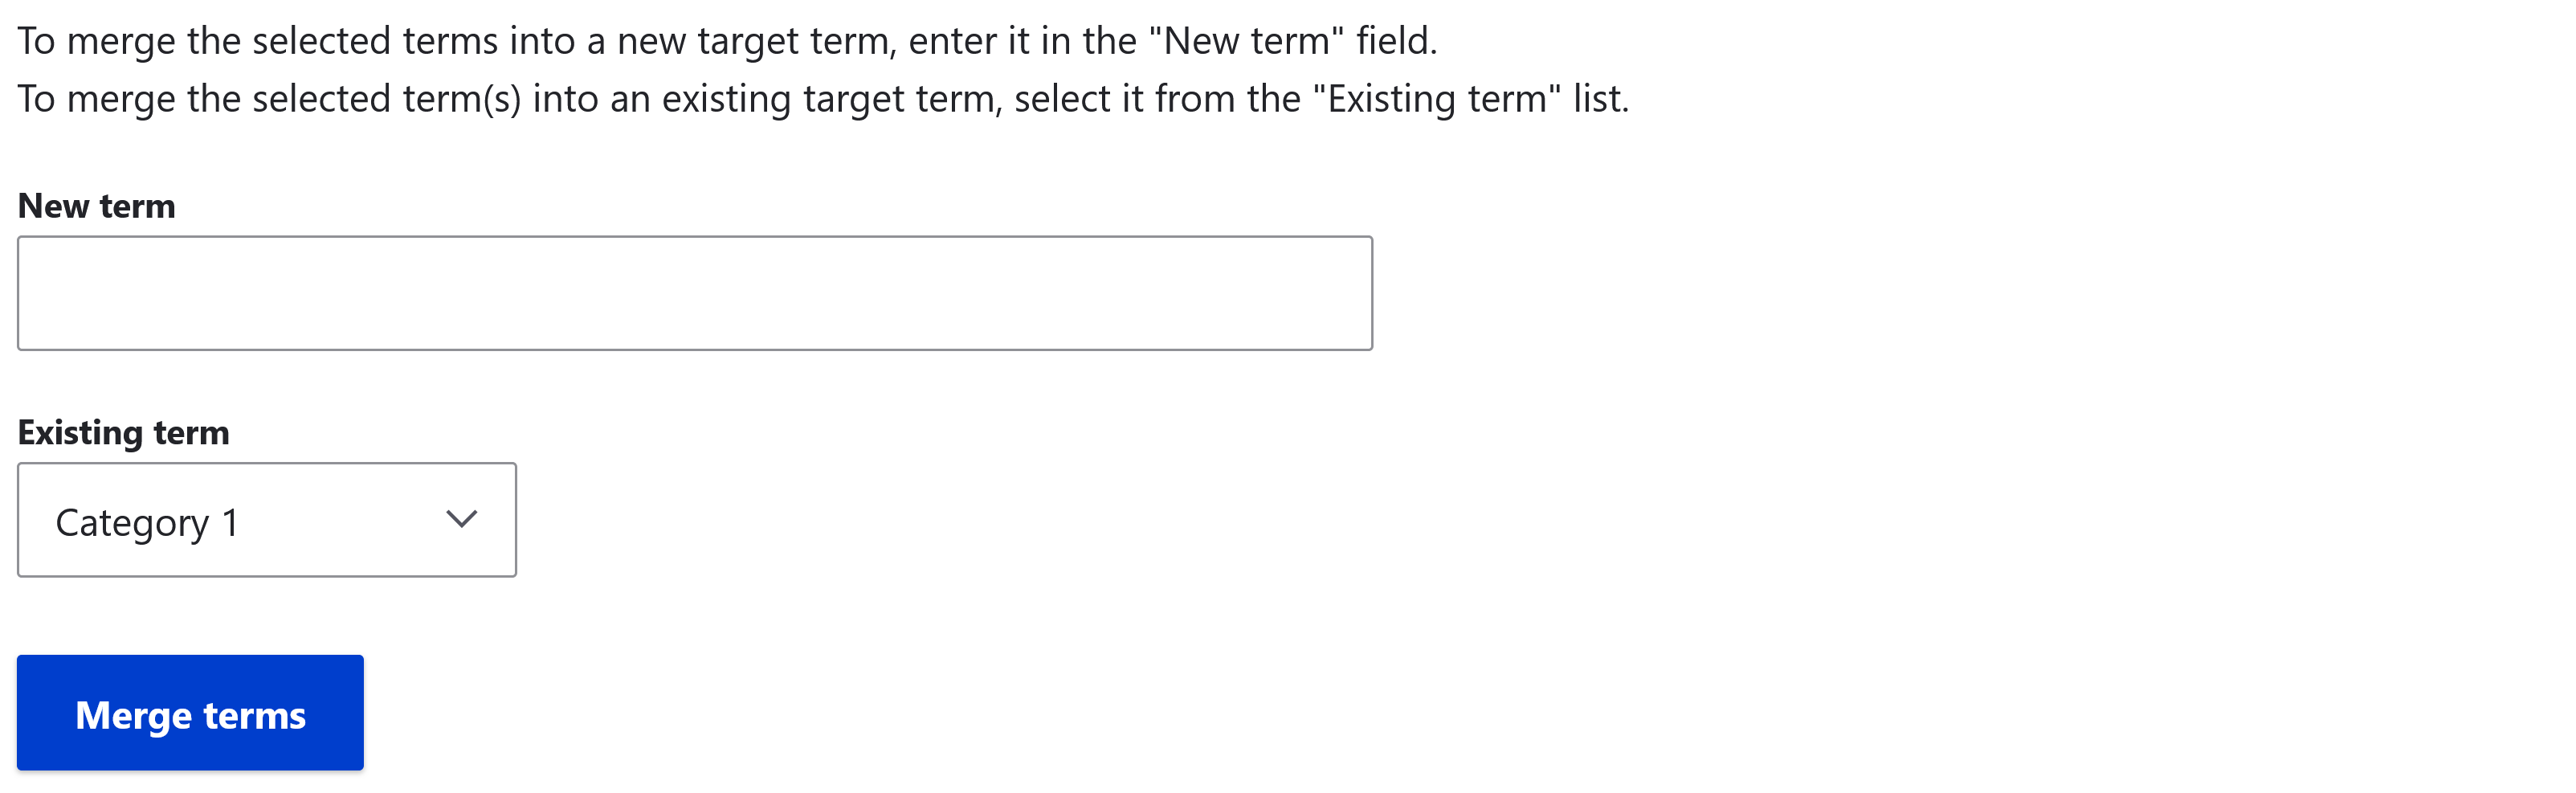 To merge the selected terms into a new target term, enter it in the "New term" field.
To merge the selected term(s) into an existing target term, select it from the "Existing term" list.
New term
Existing term
Category 1
Merge terms